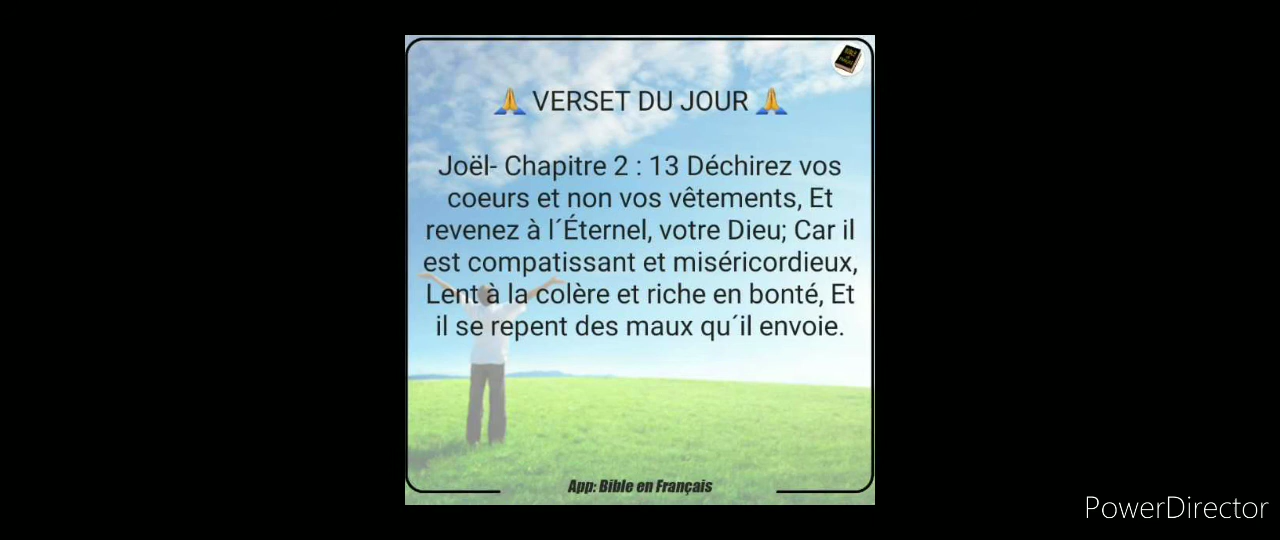 🙏 VERSET DU JOUR 🙏
Joël- Chapitre 2 : 13 Déchirez vos
coeurs et non vos vêtements, Et
revenez à l´Éternel, votre Dieu; Car il
est compatissant et miséricordieux,
Lent à la colère et riche en bonté, Et
il se repent des maux qu´il envoie.
App: Bible en Français
PowerDirector